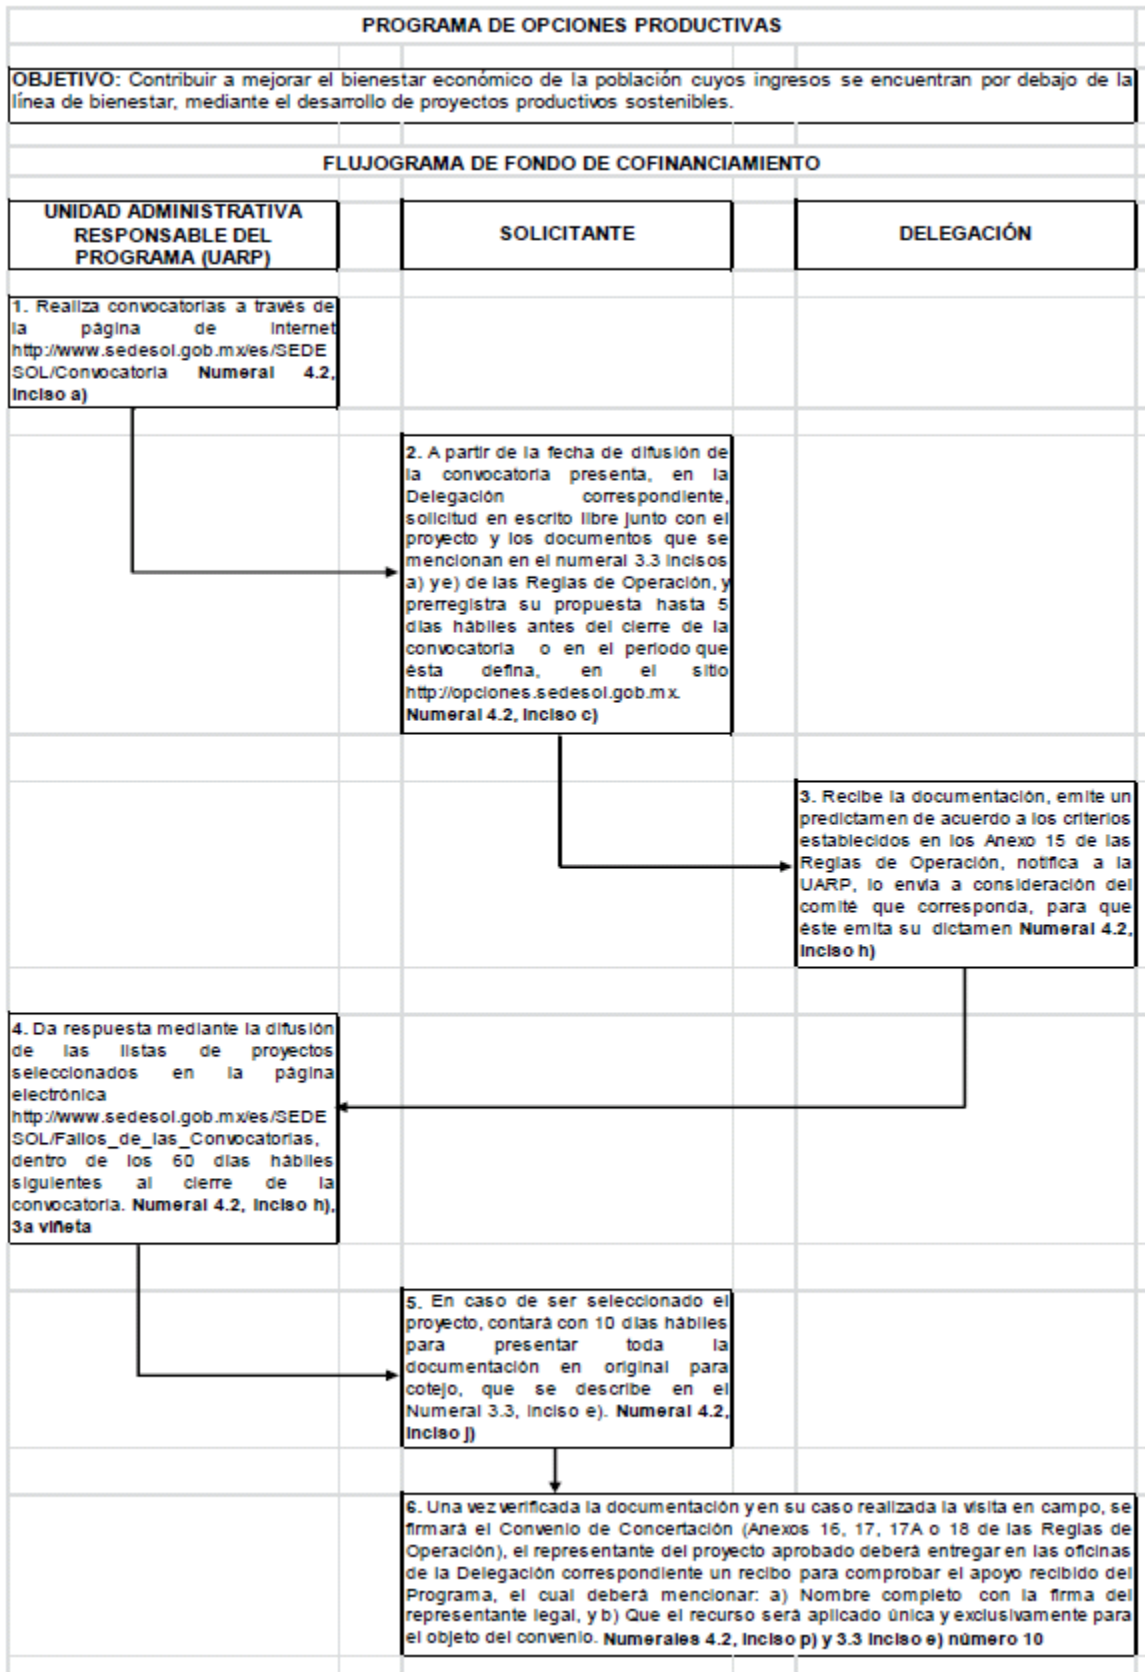 PROGRAMA DE OPCIONES PRODUCTIVAS
OBJETIVO: Contribuir a mejorar el bienestar económico de la población cuyos ingresos se encuentran por debajo de la
línea de bienestar, mediante el desarrollo de proyectos productivos sostenibles.
FLUJOGRAMA DE FONDO DE COFINANCIAMIENTO
UNIDAD ADMINISTRATIVA
RESPONSABLE DEL
PROGRAMA (UARP)
SOLICITANTE
DELEGACIÓN
1. Realiza convocatorias a través de
la página de Internet
http://www.sedesol.gob.mx/es/SEDE
SOL/Convocatoria Numeral 4.2,
Inciso a)
2. A partir de la fecha de difusión de
la convocatoria presenta, en la
Delegación correspondiente,
solicitud en escrito libre junto con el
proyecto y los documentos que se
mencionan en el numeral 3.3 incisos
a) y e) de las Reglas de Operación, y
prerregistra su propuesta hasta 5
días hábiles antes del cierre de la
convocatoria o en el periodo que
ésta defina, en el sitio
http://opciones.sedesol.gob.mx.
Numeral 4.2, Inciso c)
3. Recibe la documentación, emite un
predictamen de acuerdo a los criterios
establecidos en los Anexo 15 de las
Reglas de Operación, notifica a la
UARP, lo envía a consideración del
comité que corresponda, para que
éste emita su dictamen Numeral 4.2,
Inciso h)
4. Da respuesta mediante la difusión
de las listas de proyectos
seleccionados en la página
electrónica
http://www.sedesol.gob.mx/es/SEDE
SOL/Fallos_de_las_Convocatorias,
dentro de los 60 días hábiles
siguientes al cierre de la
convocatoria. Numeral 4.2, Inciso h),
3a viñeta
5. En caso de ser seleccionado el
proyecto, contará con 10 días hábiles
para presentar toda la
documentación en original para
cotejo, que se describe en el
Numeral 3.3, Inciso e). Numeral 4.2,
Inciso j)
6. Una vez verificada la documentación y en su caso realizada la visita en campo, se
firmará el Convenio de Concertación (Anexos 16, 17, 17A o 18 de las Reglas de
Operación), el representante del proyecto aprobado deberá entregar en las oficinas
de la Delegación correspondiente un recibo para comprobar el apoyo recibido del
Programa, el cual deberá mencionar: a) Nombre completo con la firma del
representante legal, y b) Que el recurso será aplicado única y exclusivamente para
el objeto del convenio. Numerales 4.2, Inciso p) y 3.3 Inciso e) número 10